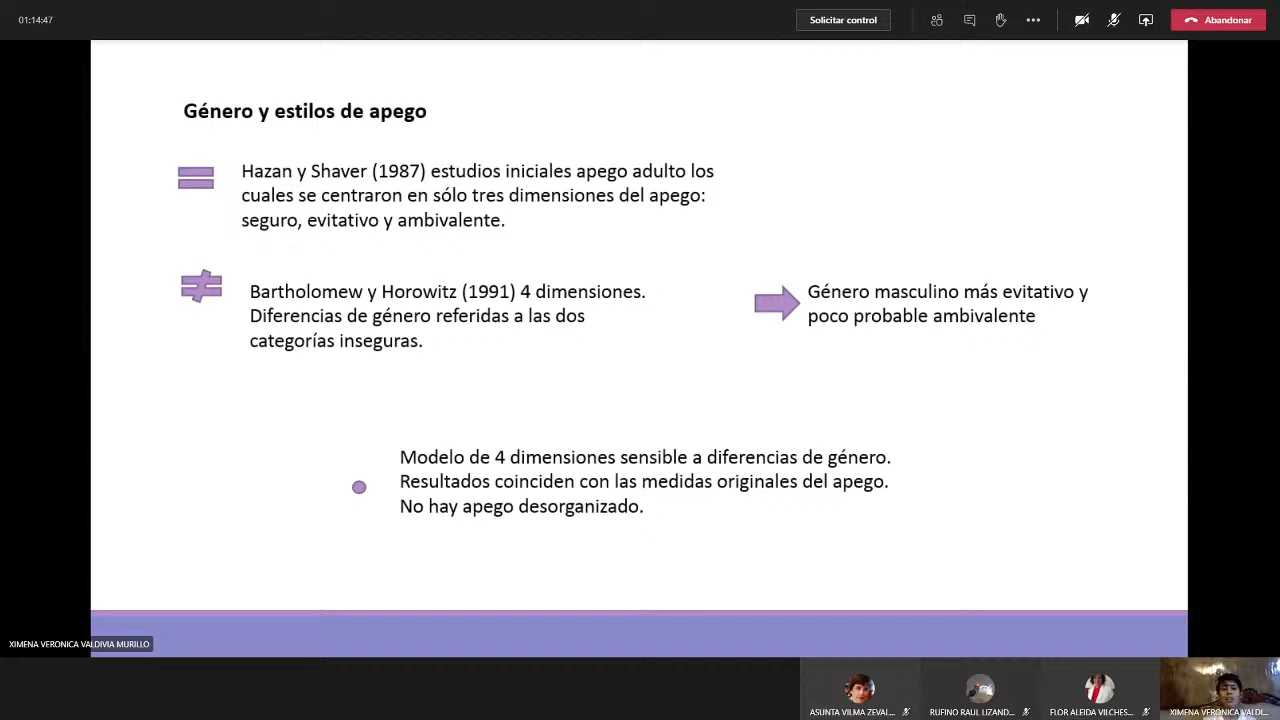 01:14:47
Solicitar control
Abandonar
Género y estilos de apego
Hazan y Shaver (1987) estudios iniciales apego adulto los
cuales se centraron en sólo tres dimensiones del apego:
seguro, evitativo y ambivalente.
Bartholomew y Horowitz (1991) 4 dimensiones.
Diferencias de género referidas a las dos
categorías inseguras.
Género masculino más evitativo y
poco probable ambivalente
Modelo de 4 dimensiones sensible a diferencias de género.
Resultados coinciden con las medidas originales del apego.
No hay apego desorganizado.
XIMENA VERONICA VALDIVIA MURILLO
ASUNTA VILMA ZEVAL...
RUFINO RAUL LIZAND...
FLOR ALEIDA VILCHES...
XIMENA VERONICA VALDI...